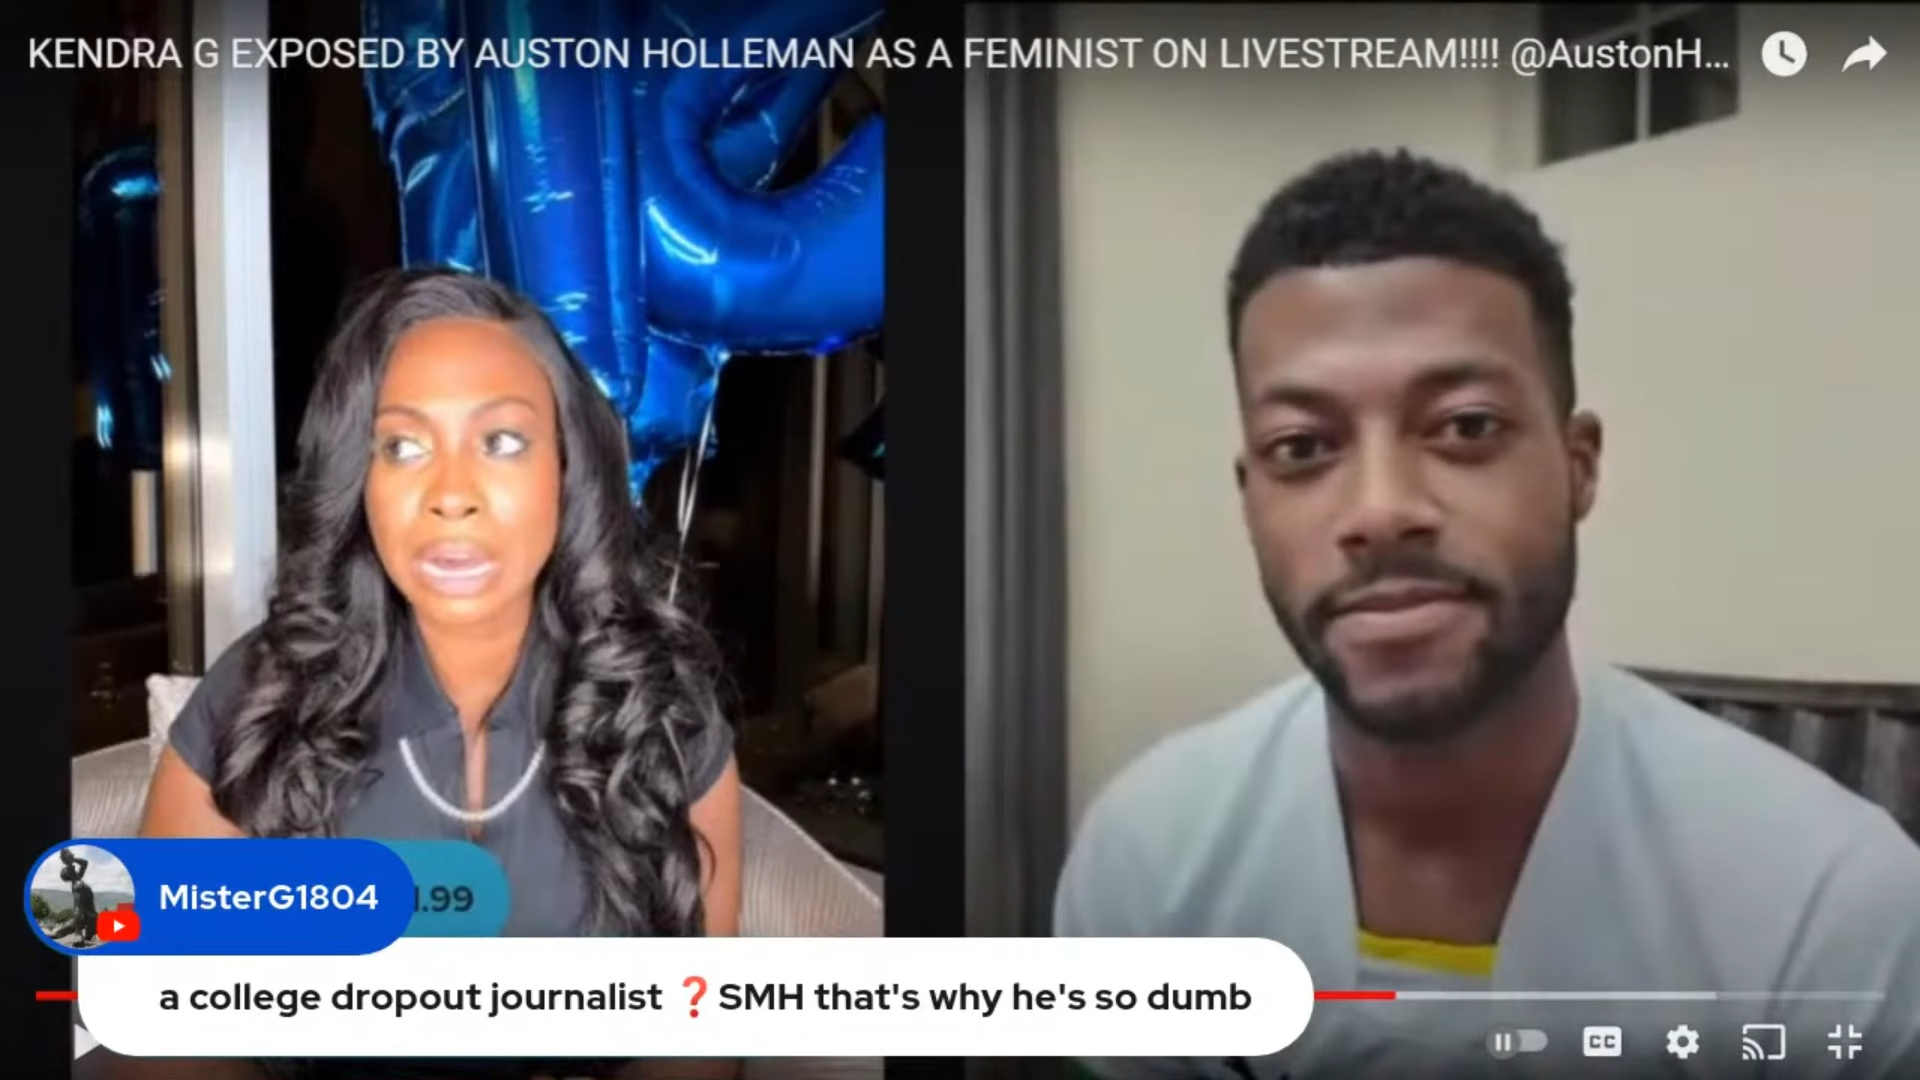 KENDRA G EXPOSED BY AUSTON HOLLEMAN AS A FEMINIST ON LIVESTREAM!!!! @AustonH...
MisterG1804
.99
a college dropout journalist ❓SMH that's why he's so dumb
CC